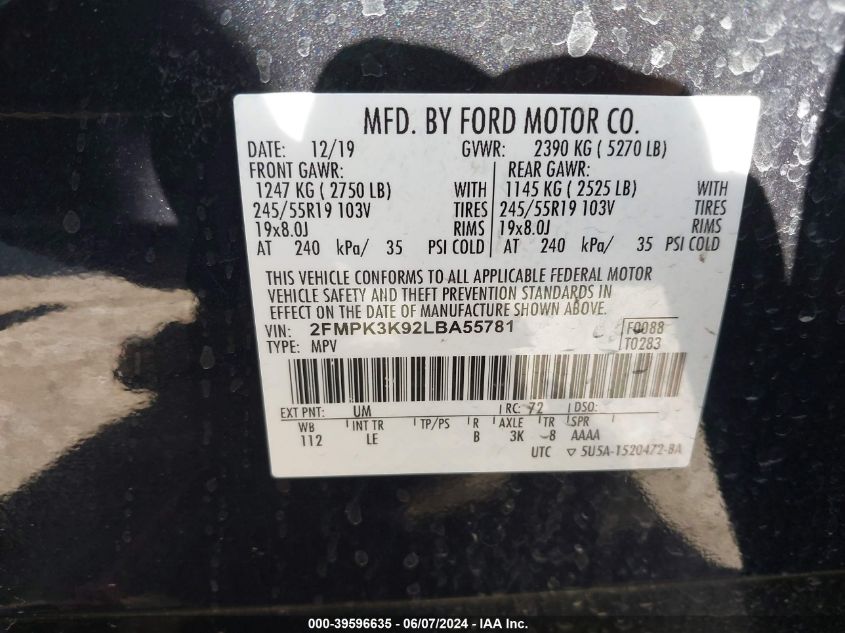 MFD. BY FORD MOTOR CO.
DATE: 12/19 GVWR: 2390 KG ( 5270 LB)
FRONT GAWR: REAR GAWR:
1247 KG ( 2750 LB) WITH 1145 KG ( 2525 LB) WITH
245/55R19 103V TIRES 245/55R19 103V TIRES
19x8.0J RIMS 19x8.0J RIMS
AT 240 kPa/ 35 PSI COLD AT 240 kPa/ 35 PSI COLD
THIS VEHICLE CONFORMS TO ALL APPLICABLE FEDERAL MOTOR
VEHICLE SAFETY AND THEFT PREVENTION STANDARDS IN
EFFECT ON THE DATE OF MANUFACTURE SHOWN ABOVE.
VIN: 2FMPK3K92LBA55781 F0088
TYPE: MPV T0283
EXT PNT: UM RC: 72 DSO:
WB INT TR TP/PS R AXLE TR SPR
112 LE B 3K 8 AAAA
UTC ▽ 5U5A-1520472-BA
000-39596635 - 06/07/2024 - IAAI.com.